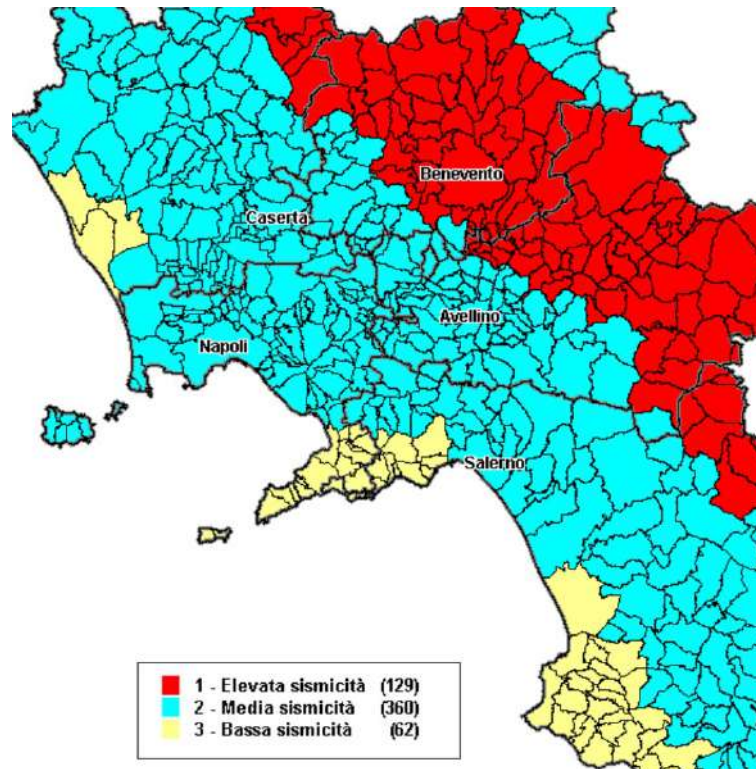 Benevento
Caserta
Avellino
Napoli
Salerno
1 - Elevata sismicità (129)
2 - Media sismicità (360)
3 - Bassa sismicità (62)